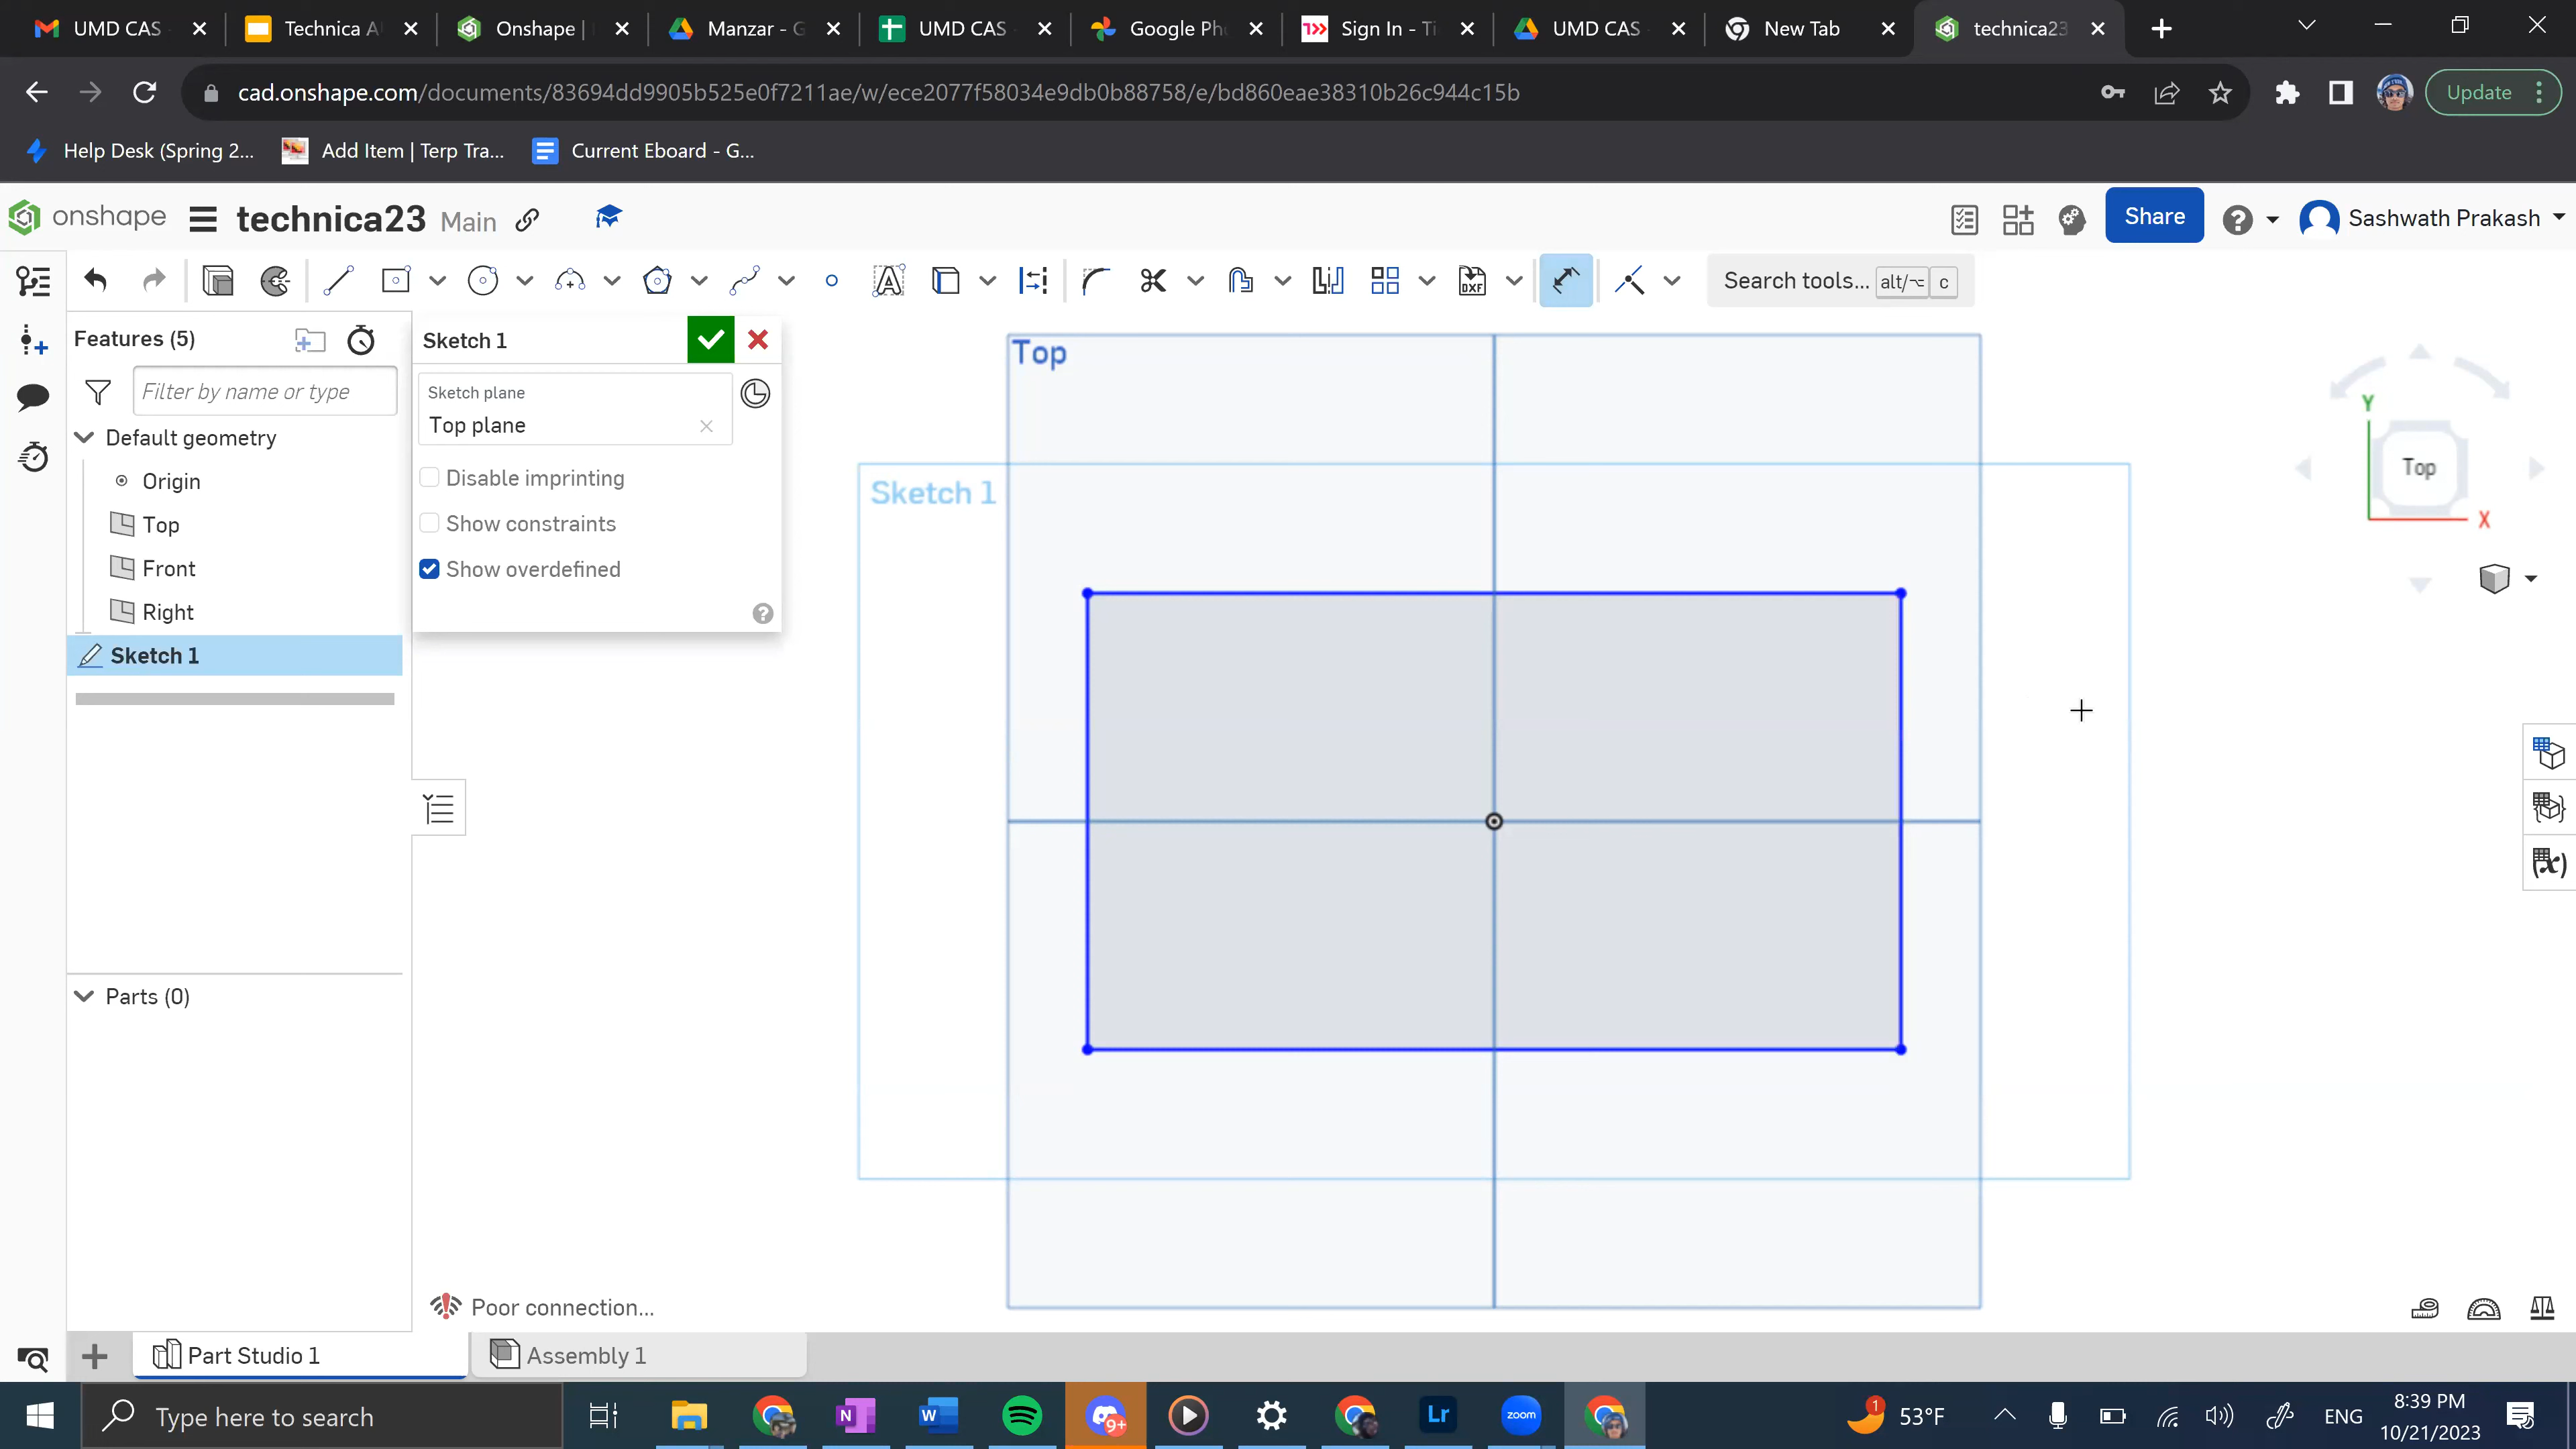 UMD CAS
Technica A
Onshape |
Manzar - G
UMD CAS
Google Ph
Sign In - Ti
UMD CAS
New Tab
technica23
cad.onshape.com/documents/83694dd9905b525e0f7211ae/w/ece2077f58034e9db0b88758/e/bd860eae38310b26c944c15b
Update
Help Desk (Spring 2...
Add Item | Terp Tra...
Current Eboard - G...
onshape
technica23 Main
Share
Sashwath Prakash
DXF
Search tools... alt/⌥ c
Features (5)
Filter by name or type
Default geometry
Origin
Top
Front
Right
Sketch 1
Parts (0)
Sketch 1
Sketch plane
Top plane
Disable imprinting
Show constraints
Show overdefined
Top
Sketch 1
Y
Top
X
(x)
Poor connection...
Part Studio 1
Assembly 1
Type here to search
N
W
9+
Lr
zoom
1
53°F
ENG
8:39 PM
10/21/2023